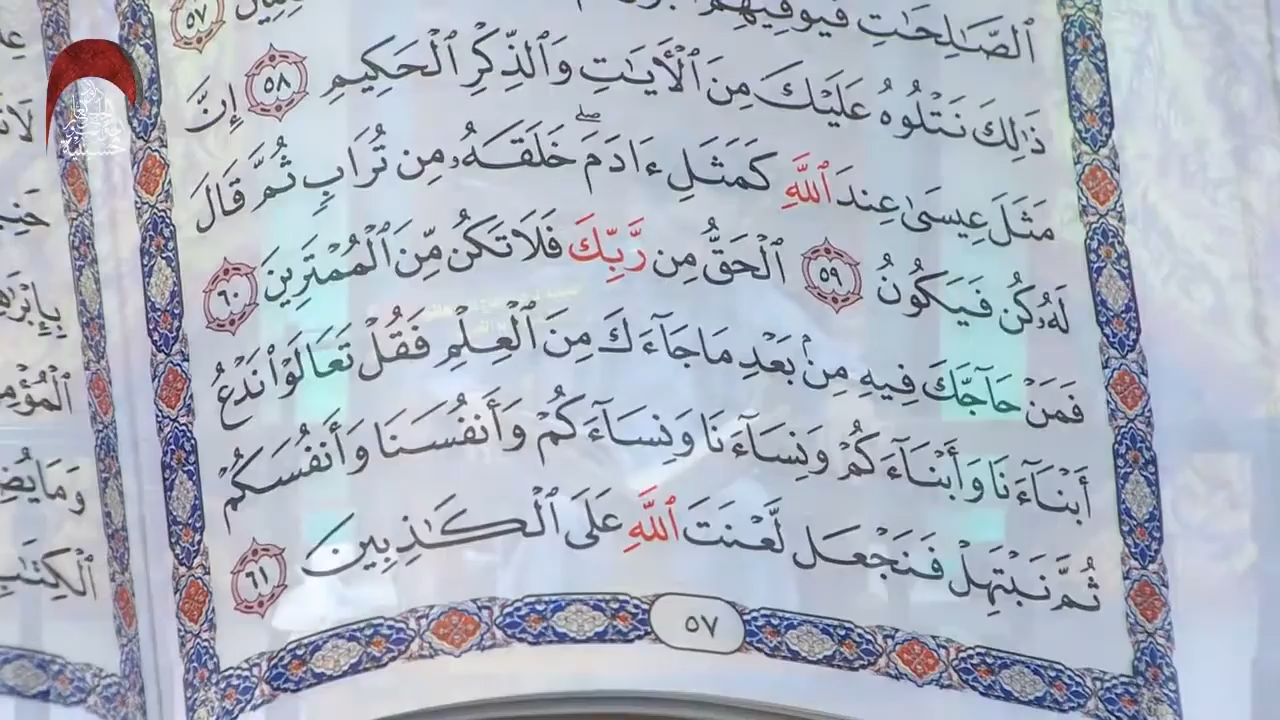 ٱلصَّـٰلِحَـٰتِ فَيُوَفِّيهِمْ
ذَٰلِكَ نَتْلُوهُ عَلَيْكَ مِنَ ٱلْأَيَـٰتِ وَٱلذِّكْرِ ٱلْحَكِيمِ ٥٨ إِنَّ
مَثَلَ عِيسَىٰ عِندَ ٱللَّهِ كَمَثَلِ ءَادَمَ ۖ خَلَقَهُۥ مِن تُرَابٍ ثُمَّ قَالَ
لَهُۥ كُن فَيَكُونُ ٥٩ ٱلْحَقُّ مِن رَّبِّكَ فَلَا تَكُن مِّنَ ٱلْمُمْتَرِينَ ٦٠
فَمَنْ حَآجَّكَ فِيهِ مِنۢ بَعْدِ مَا جَآءَكَ مِنَ ٱلْعِلْمِ فَقُلْ تَعَالَوْا۟ نَدْعُ
أَبْنَآءَنَا وَأَبْنَآءَكُمْ وَنِسَآءَنَا وَنِسَآءَكُمْ وَأَنفُسَنَا وَأَنفُسَكُمْ
ثُمَّ نَبْتَهِلْ فَنَجْعَل لَّعْنَتَ ٱللَّهِ عَلَى ٱلْكَـٰذِبِينَ ٦١
٥٧